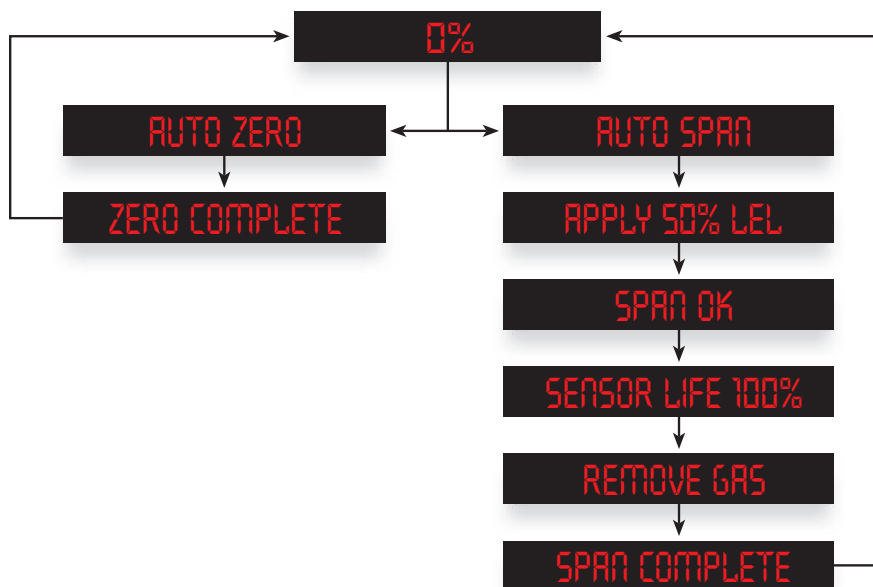 0%
AUTO ZERO
ZERO COMPLETE
AUTO SPAN
APPLY 50% LEL
SPAN OK
SENSOR LIFE 100%
REMOVE GAS
SPAN COMPLETE